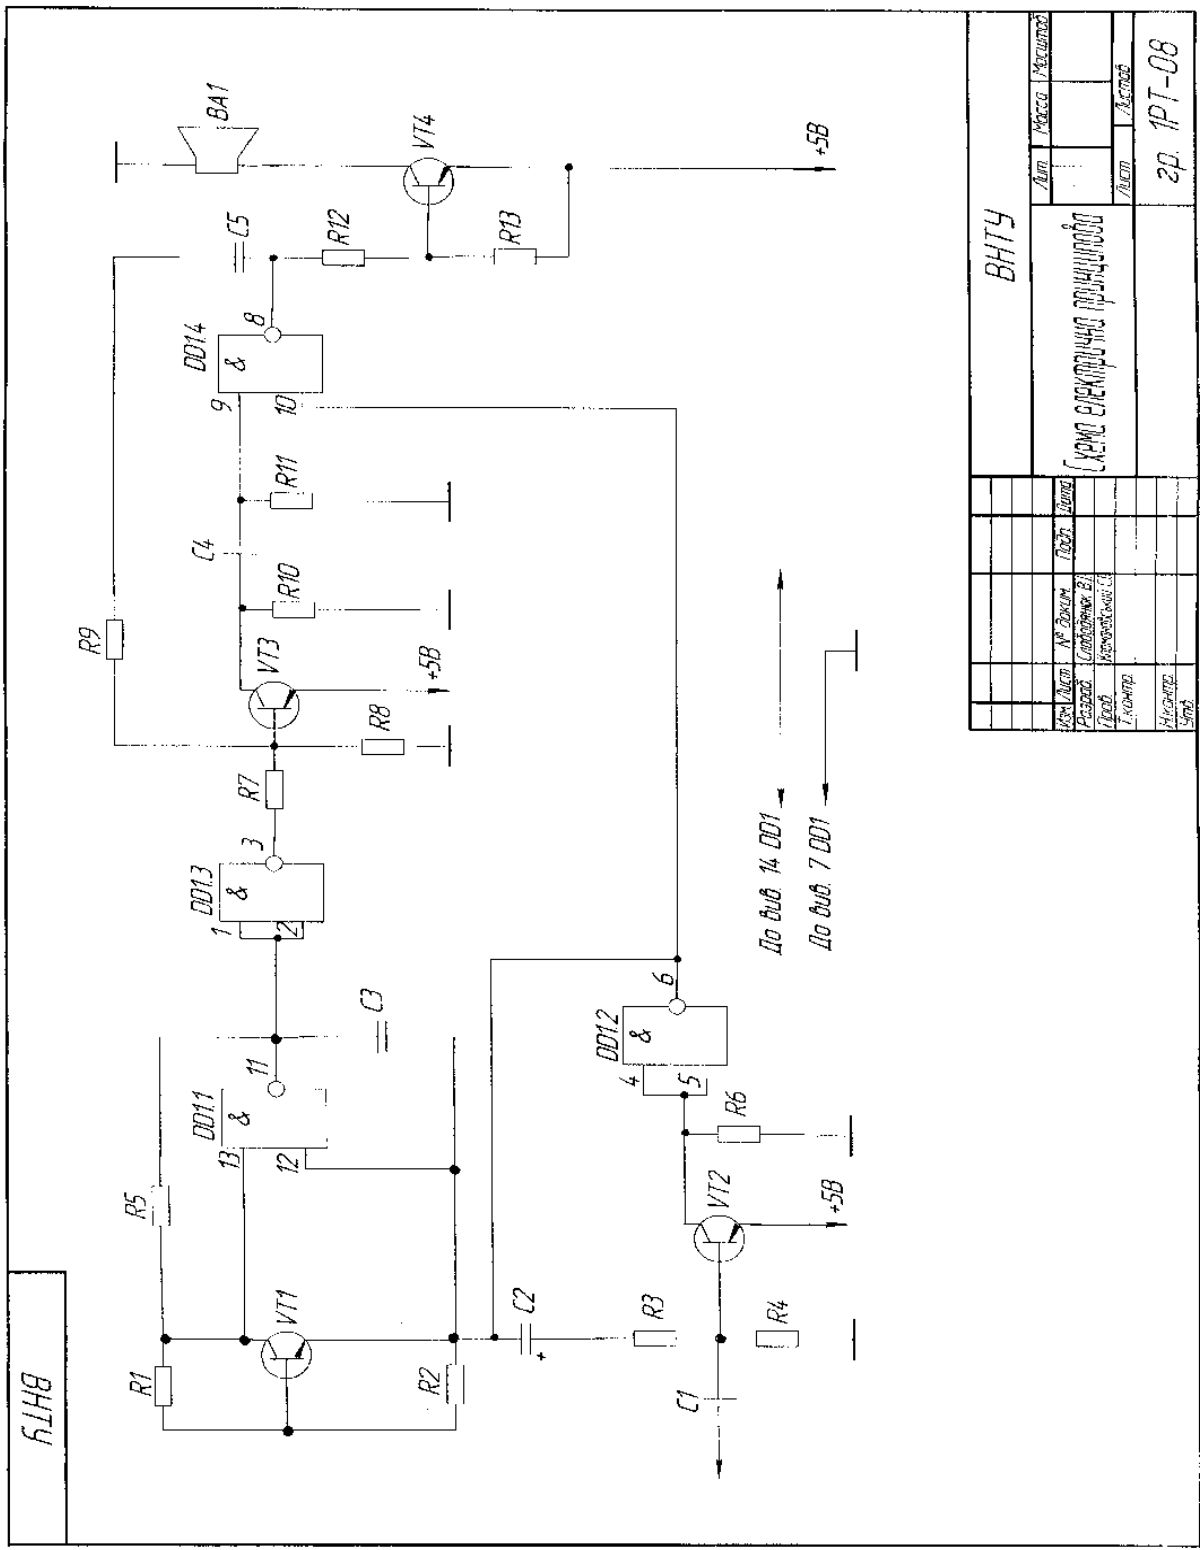 ВНТУ
R1
R5
VT1
R2
DD1.1
&
13
12
11
C3
DD1.3
&
1
2
3
R7
R9
VT3
R8
+5В
R10
C4
R11
DD1.4
&
9
10
8
C5
R12
R13
BA1
VT4
+5В
C2
+
R3
C1
R4
VT2
+5В
R6
DD1.2
&
4
5
6
До вив. 14 DD1
До вив. 7 DD1
ВНТУ
Схема електрична принципова
Лит. Масса Масштаб
Лист Листов
гр. 1РТ-08
Изм. Лист № докум. Подп. Дата
Разраб.
Пров.
Т.контр.
Н.контр.
Утв.